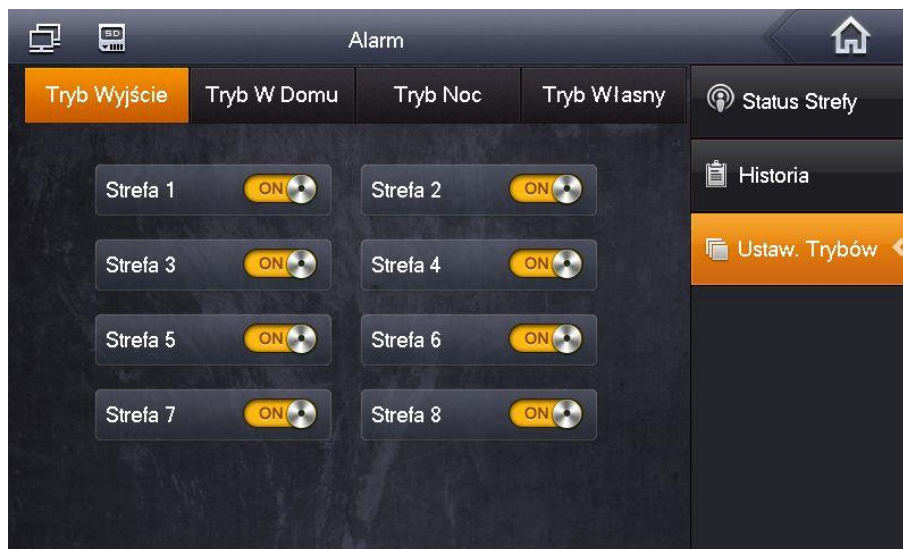 SD
Alarm
Tryb Wyjście Tryb W Domu Tryb Noc Tryb Własny
Status Strefy
Historia
Ustaw. Trybów
Strefa 1 ON Strefa 2 ON
Strefa 3 ON Strefa 4 ON
Strefa 5 ON Strefa 6 ON
Strefa 7 ON Strefa 8 ON